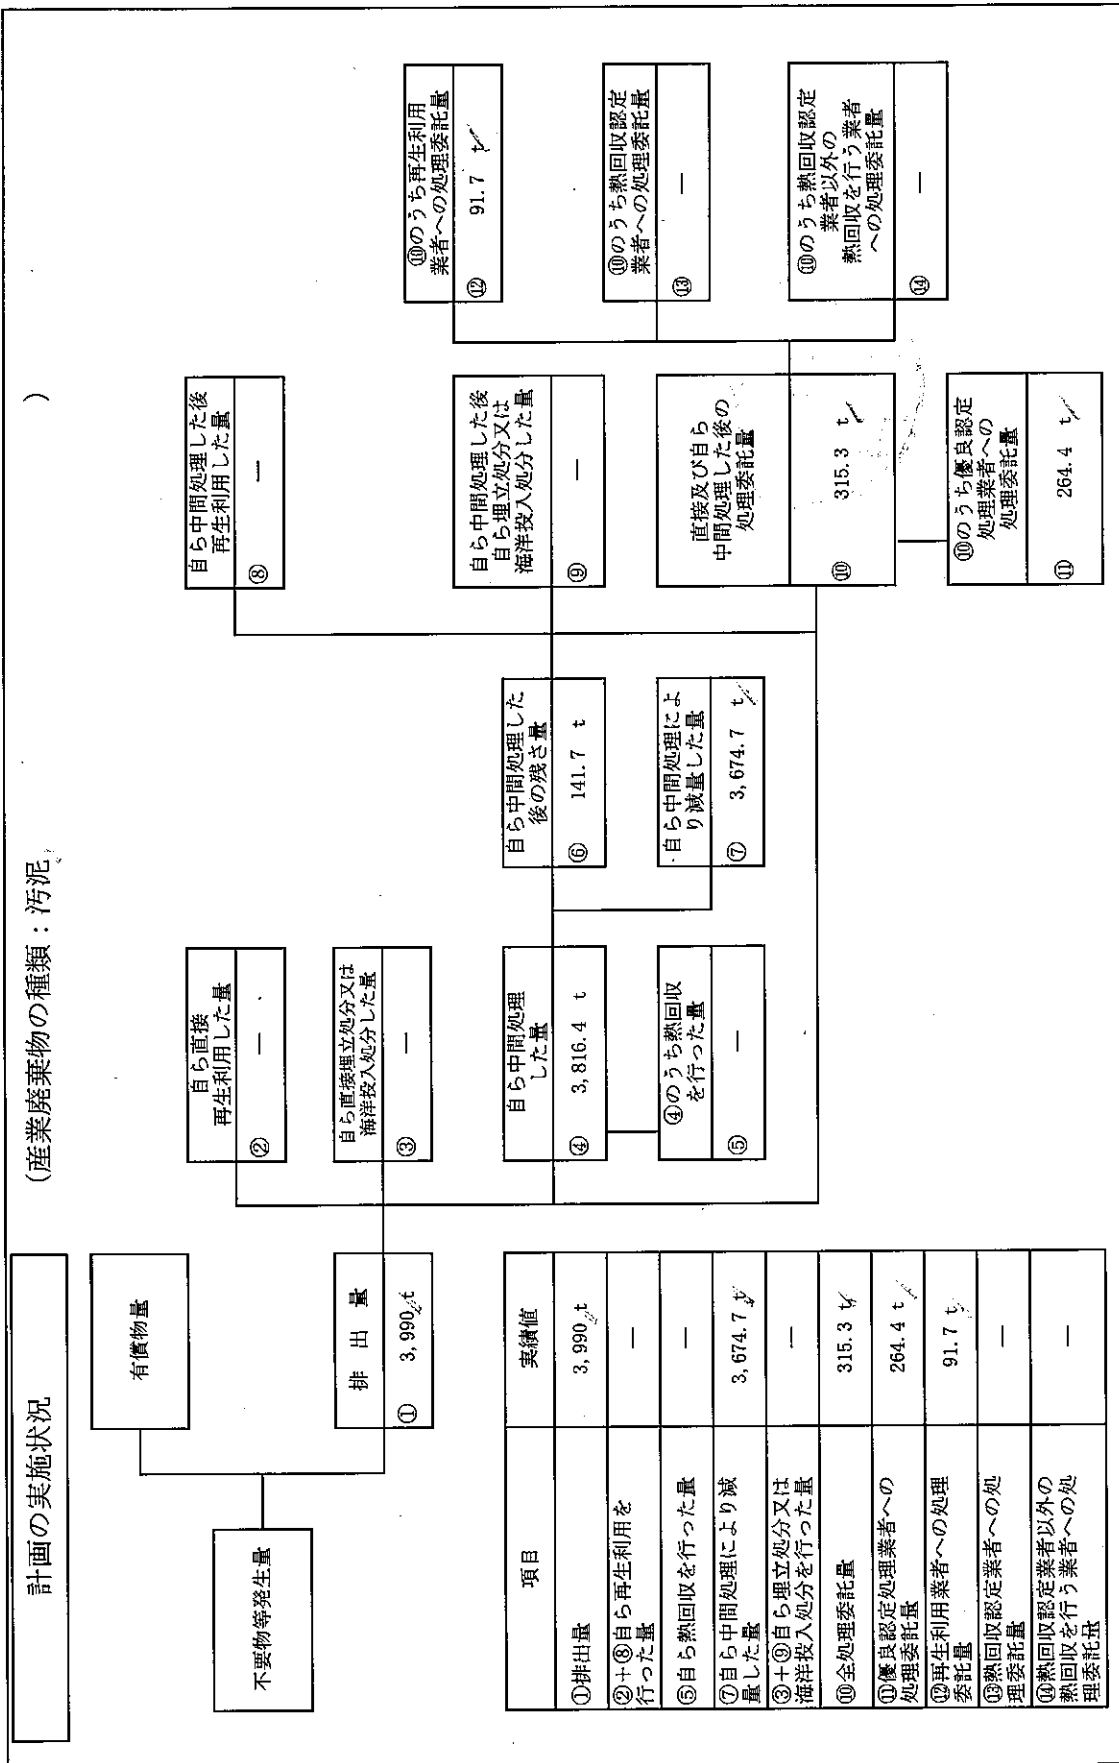 計画の実施状況
(産業廃棄物の種類：汚泥 )
不要物等発生量
有償物量
排 出 量
① 3,990 t
自ら直接
再生利用した量
② —
自ら直接埋立処分又は
海洋投入処分した量
③ —
自ら中間処理
した量
④ 3,816.4 t
④のうち熱回収
を行った量
⑤ —
自ら中間処理した
後の残さ量
⑥ 141.7 t
自ら中間処理によ
り減量した量
⑦ 3,674.7 t
自ら中間処理した後
再生利用した量
⑧ —
自ら中間処理した後
自ら埋立処分又は
海洋投入処分した量
⑨ —
直接及び自ら
中間処理した後の
処理委託量
⑩ 315.3 t
⑩のうち優良認定
処理業者への
処理委託量
⑪ 264.4 t
⑩のうち再生利用
業者への処理委託量
⑫ 91.7 t
⑩のうち熱回収認定
業者への処理委託量
⑬ —
⑩のうち熱回収認定
業者以外の
熱回収を行う業者
への処理委託量
⑭ —
項目 実績値
①排出量 3,990 t
②+⑧自ら再生利用を
行った量 —
⑤自ら熱回収を行った量 —
⑦自ら中間処理により減
量した量 3,674.7 t
③+⑨自ら埋立処分又は
海洋投入処分を行った量 —
⑩全処理委託量 315.3 t
⑪優良認定処理業者への
処理委託量 264.4 t
⑫再生利用業者への処理
委託量 91.7 t
⑬熱回収認定業者への処
理委託量 —
⑭熱回収認定業者以外の
熱回収を行う業者への処
理委託量 —